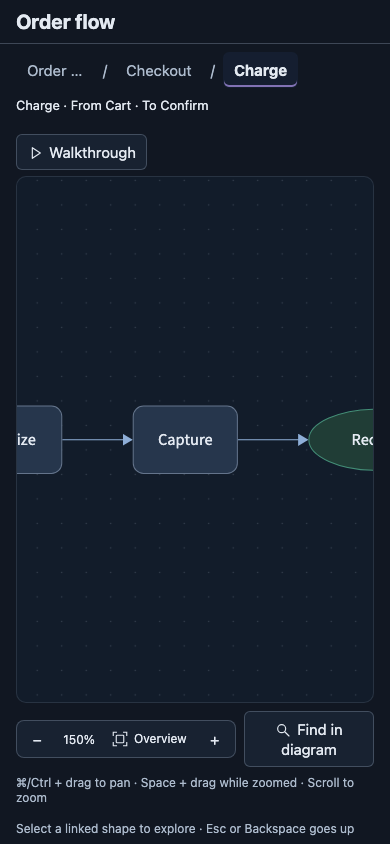 Order flow
Order ... / Checkout / Charge
Charge · From Cart · To Confirm
Walkthrough
ize Capture Rec
− 150% Overview +
Find in
diagram
⌘/Ctrl + drag to pan · Space + drag while zoomed · Scroll to
zoom
Select a linked shape to explore · Esc or Backspace goes up